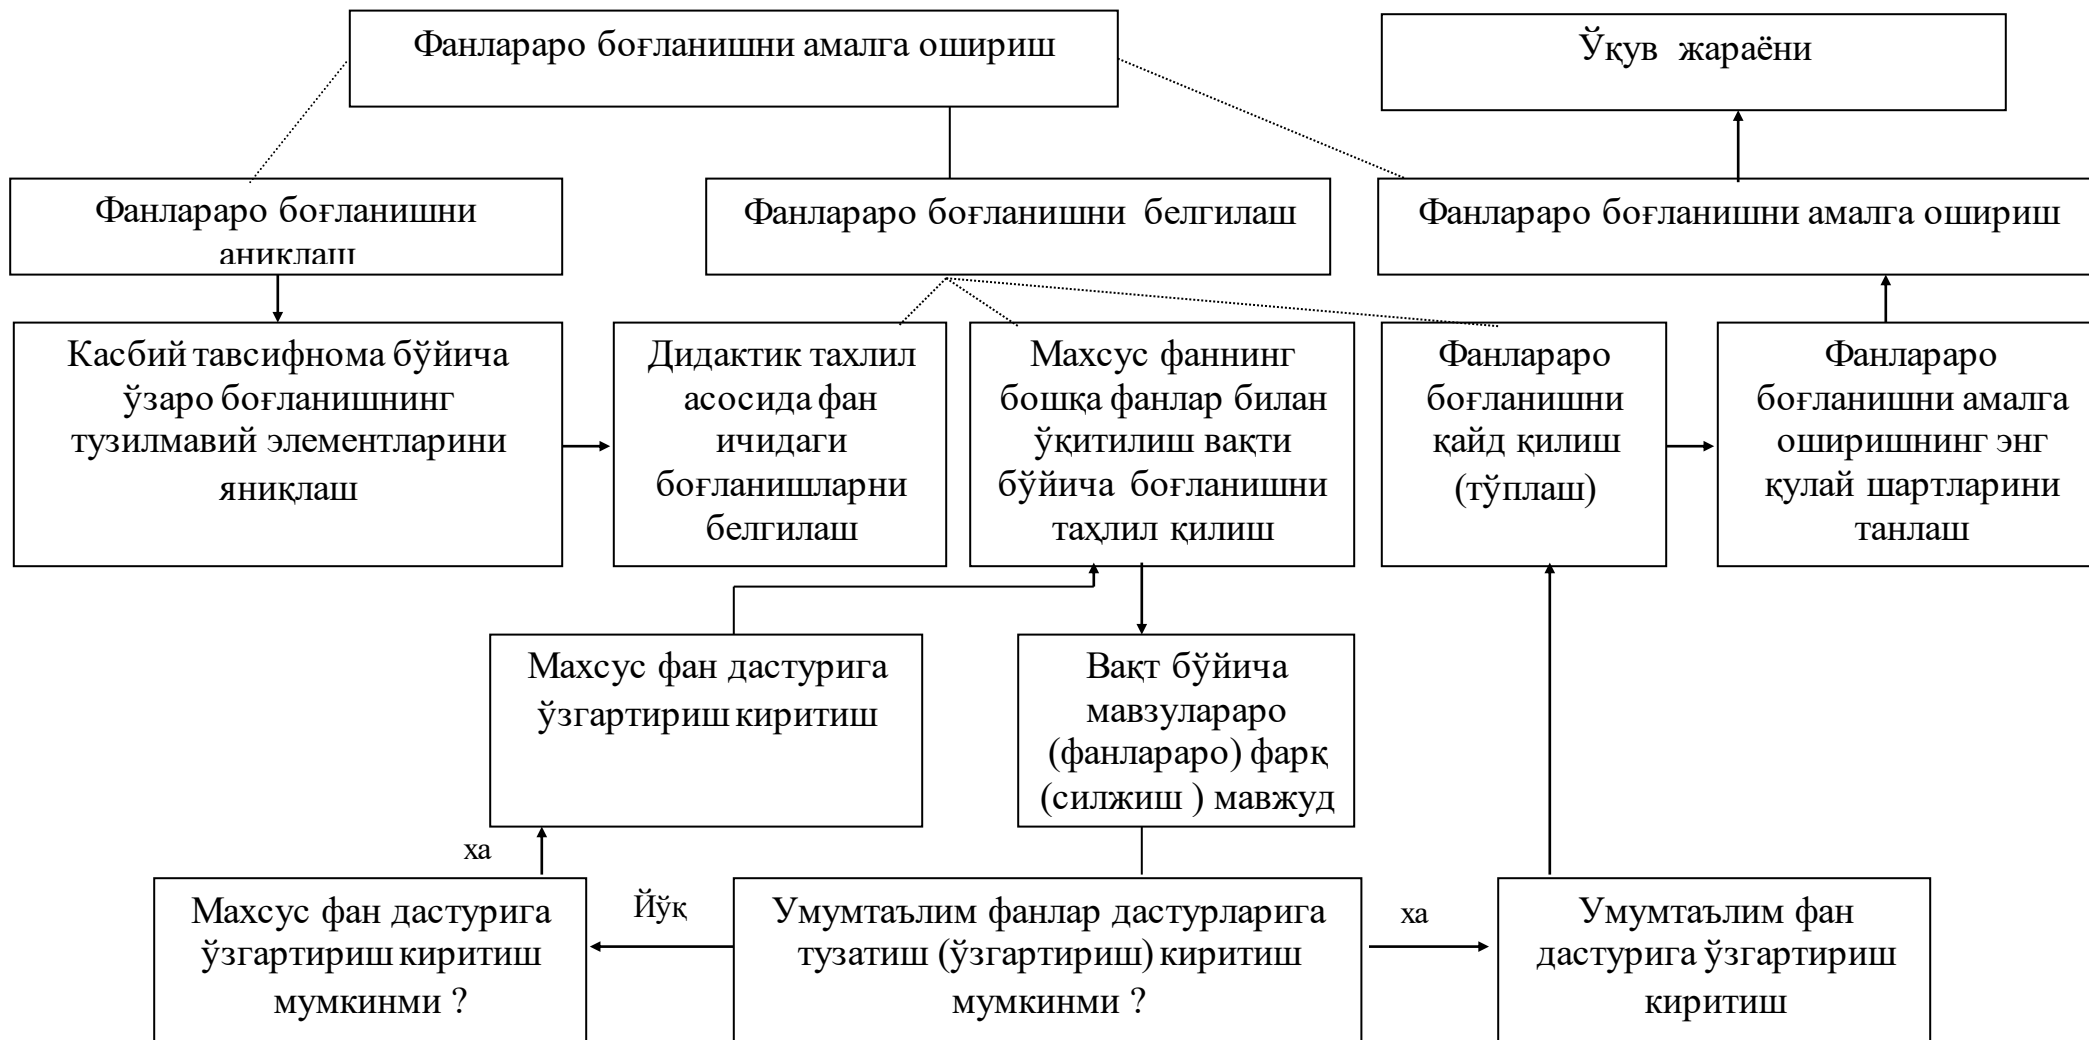 Фанлараро боғланишни амалга ошириш
Ўқув жараёни
Фанлараро боғланишни
аниклаш
Фанлараро боғланишни белгилаш
Фанлараро боғланишни амалга ошириш
Касбий тавсифнома бўйича
ўзаро боғланишнинг
тузилмавий элементларини
яниқлаш
Дидактик тахлил
асосида фан
ичидаги
боғланишларни
белгилаш
Махсус фаннинг
бошқа фанлар билан
ўқитилиш вақти
бўйича боғланишни
таҳлил қилиш
Фанлараро
боғланишни
қайд қилиш
(тўплаш)
Фанлараро
боғланишни амалга
оширишнинг энг
қулай шартларини
танлаш
Махсус фан дастурига
ўзгартириш киритиш
Вақт бўйича
мавзулараро
(фанлараро) фарқ
(силжиш ) мавжуд
ха
Махсус фан дастурига
ўзгартириш киритиш
мумкинми ?
Йўқ
Умумтаълим фанлар дастурларига
тузатиш (ўзгартириш) киритиш
мумкинми ?
ха
Умумтаълим фан
дастурига ўзгартириш
киритиш